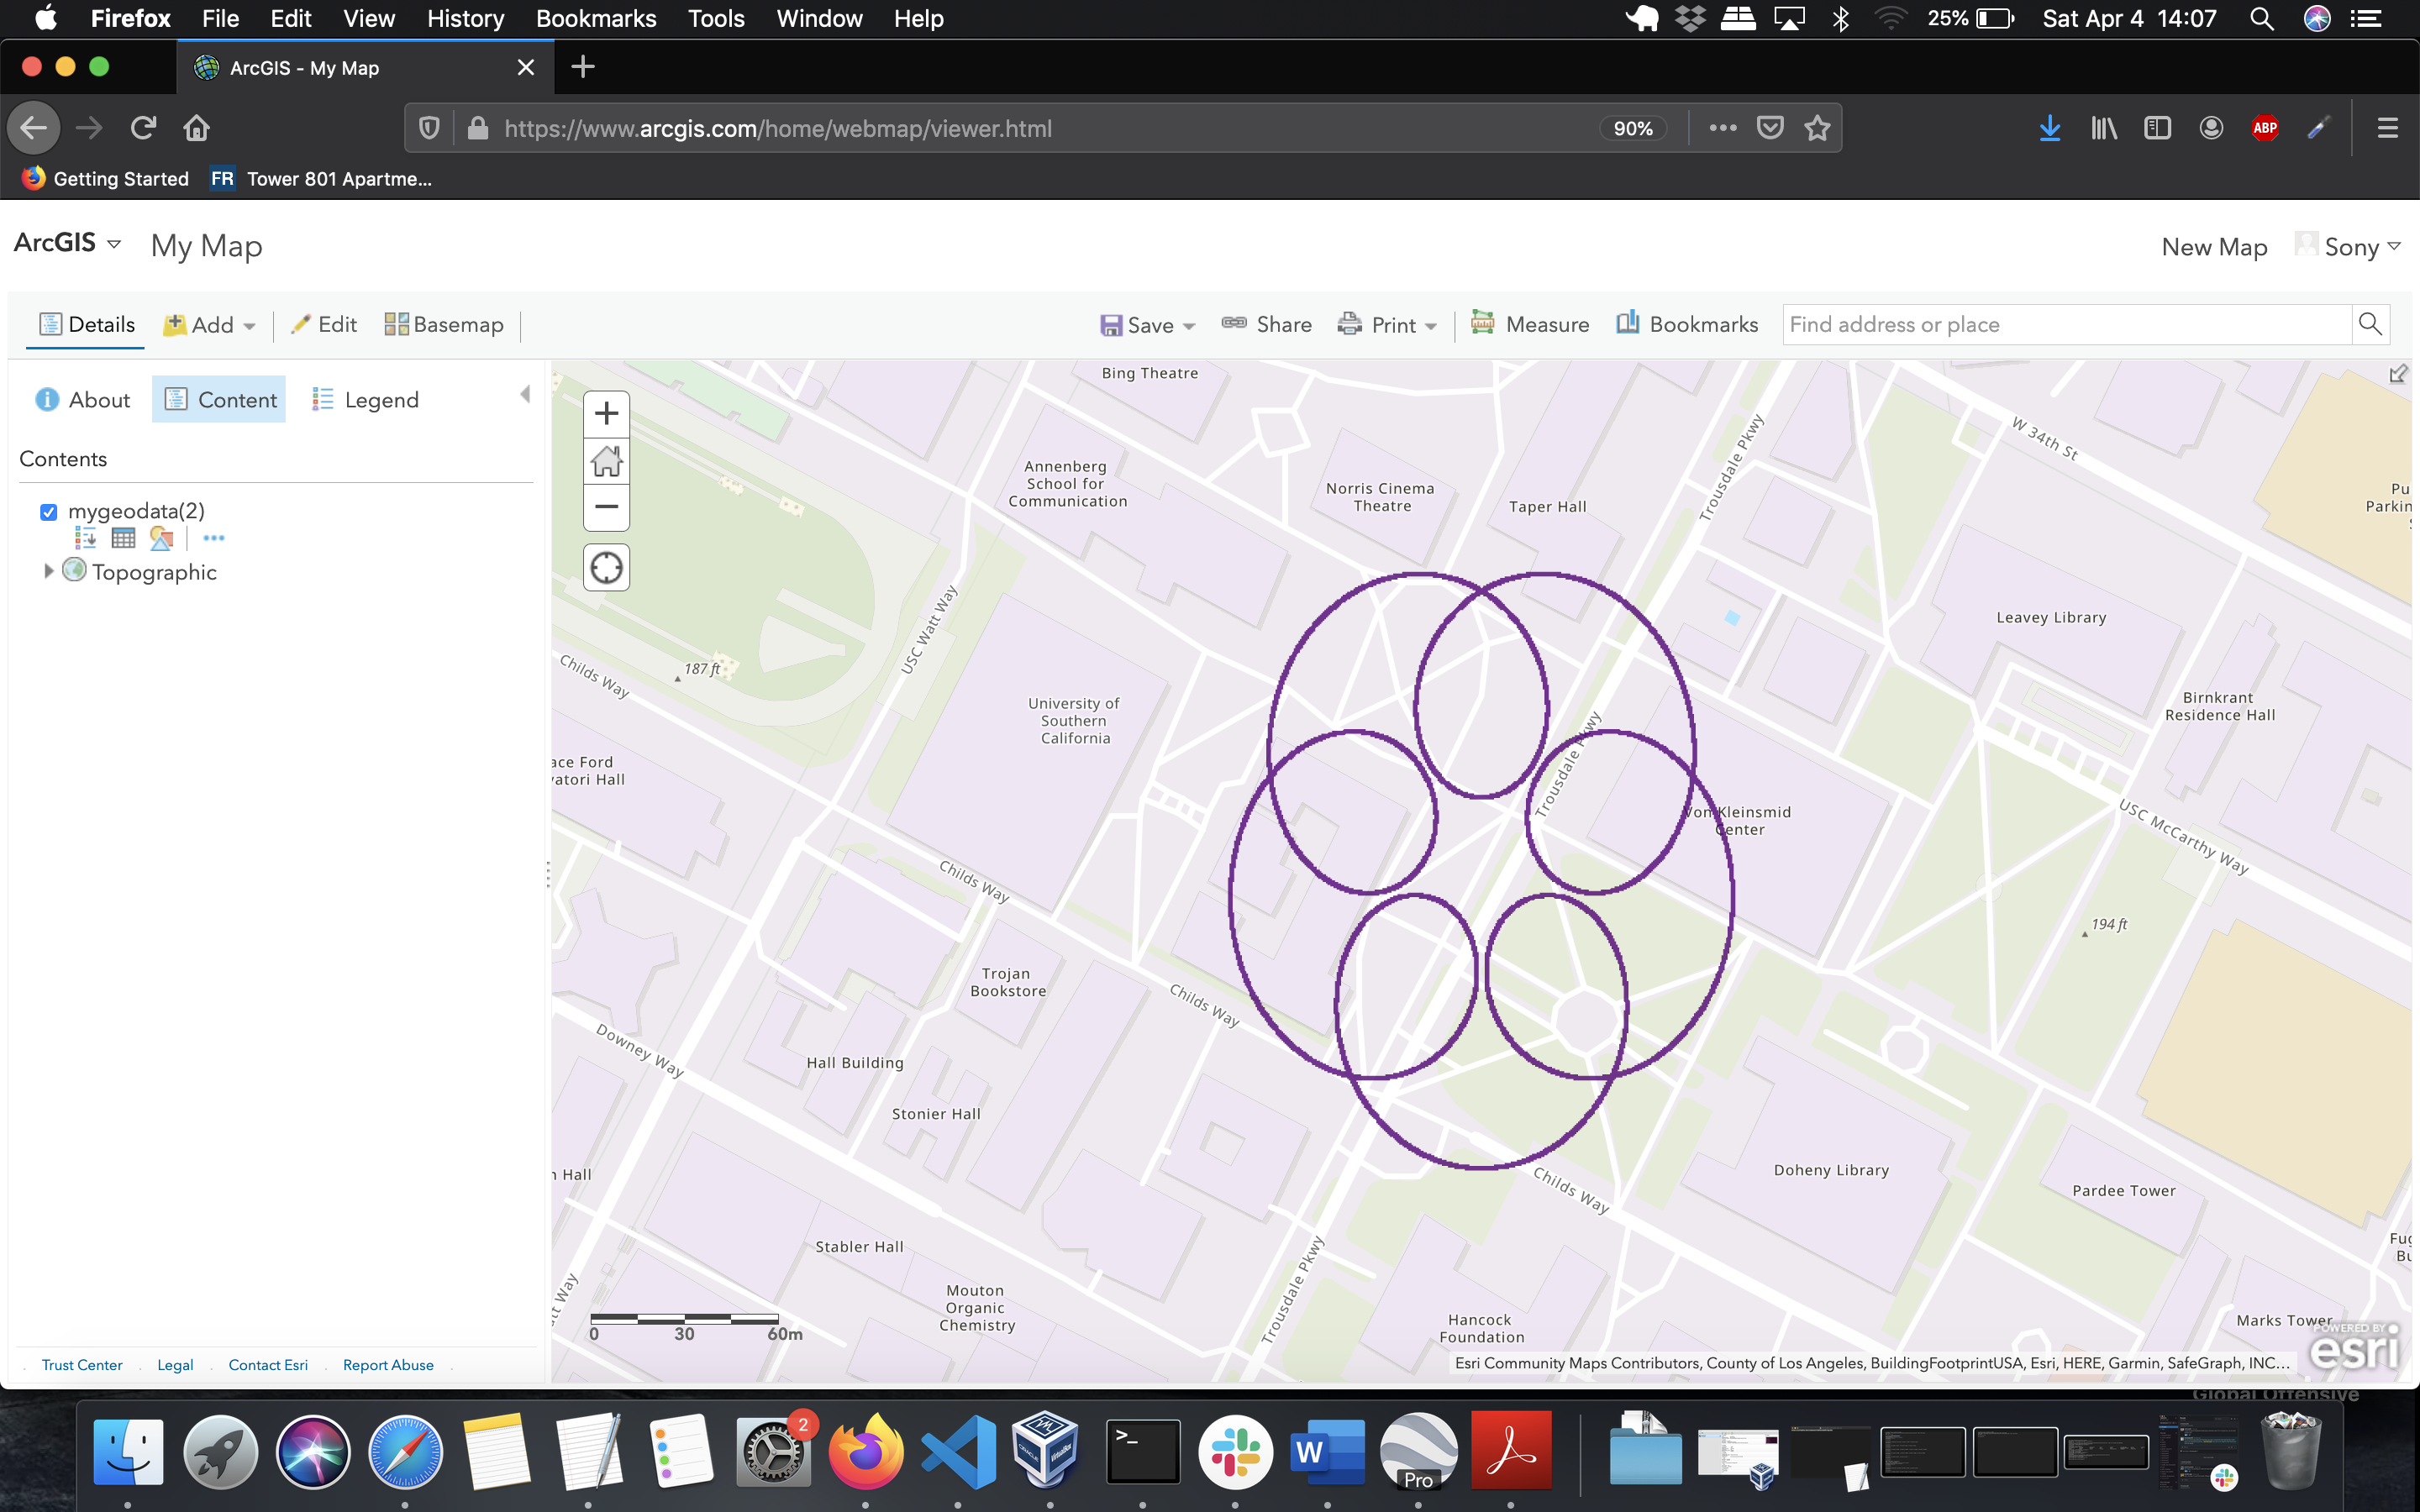 Firefox File Edit View History Bookmarks Tools Window Help
25% Sat Apr 4 14:07
ArcGIS - My Map
https://www.arcgis.com/home/webmap/viewer.html
90%
ABP
Getting Started
FR Tower 801 Apartme...
ArcGIS My Map
New Map Sony
Details Add Edit Basemap
Save Share Print Measure Bookmarks Find address or place
About Content Legend
Contents
mygeodata(2)
Topographic
Bing Theatre
Annenberg
School for
Communication
Norris Cinema
Theatre
Taper Hall
Trousdale Pkwy
W 34th St
Pu
Parkin
USC Watt Way
Childs Way
187 ft
University of
Southern
California
Leavey Library
Birnkrant
Residence Hall
ace Ford
vatori Hall
Trousdale Pkwy
Von Kleinsmid
Center
USC McCarthy Way
Childs Way
194 ft
Trojan
Bookstore
Childs Way
Downey Way
Hall Building
Stonier Hall
Hall
Childs Way
Doheny Library
Pardee Tower
Stabler Hall
Trousdale Pkwy
Fug
Bu
Mouton
Organic
Chemistry
tt Way
0 30 60m
Hancock
Foundation
Marks Tower
POWERED BY
esri
Esri Community Maps Contributors, County of Los Angeles, BuildingFootprintUSA, Esri, HERE, Garmin, SafeGraph, INC...
Trust Center Legal Contact Esri Report Abuse
Global Offensive
2
>_
W
Pro